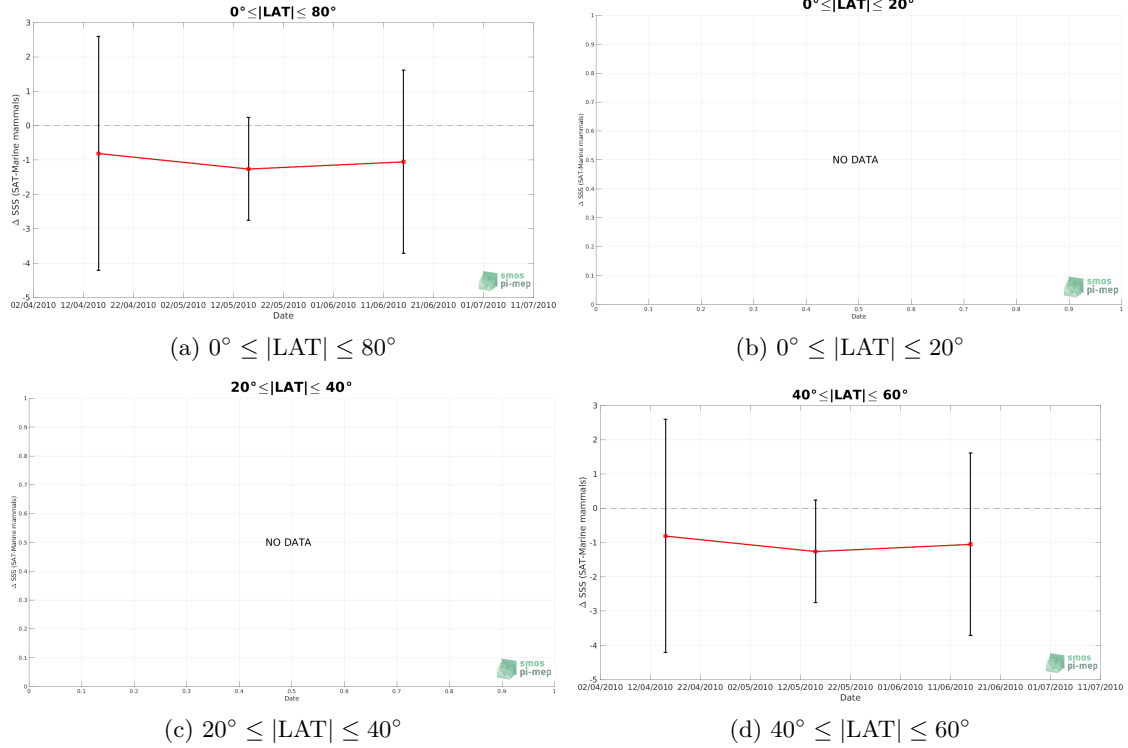 0°≤|LAT|≤ 80°
3
2
1
0
-1
-2
-3
-4
-5
Δ SSS (SAT-Marine mammals)
02/04/2010 12/04/2010 22/04/2010 02/05/2010 12/05/2010 22/05/2010 01/06/2010 11/06/2010 21/06/2010 01/07/2010 11/07/2010
Date
smos
pi-mep
(a) 0° ≤ |LAT| ≤ 80°
0°≤|LAT|≤ 20°
1
0.9
0.8
0.7
0.6
0.5
0.4
0.3
0.2
0.1
0
Δ SSS (SAT-Marine mammals)
NO DATA
0 0.1 0.2 0.3 0.4 0.5 0.6 0.7 0.8 0.9 1
Date
smos
pi-mep
(b) 0° ≤ |LAT| ≤ 20°
20°≤|LAT|≤ 40°
1
0.9
0.8
0.7
0.6
0.5
0.4
0.3
0.2
0.1
0
Δ SSS (SAT-Marine mammals)
NO DATA
0 0.1 0.2 0.3 0.4 0.5 0.6 0.7 0.8 0.9 1
Date
smos
pi-mep
(c) 20° ≤ |LAT| ≤ 40°
40°≤|LAT|≤ 60°
3
2
1
0
-1
-2
-3
-4
-5
Δ SSS (SAT-Marine mammals)
02/04/2010 12/04/2010 22/04/2010 02/05/2010 12/05/2010 22/05/2010 01/06/2010 11/06/2010 21/06/2010 01/07/2010 11/07/2010
Date
smos
pi-mep
(d) 40° ≤ |LAT| ≤ 60°